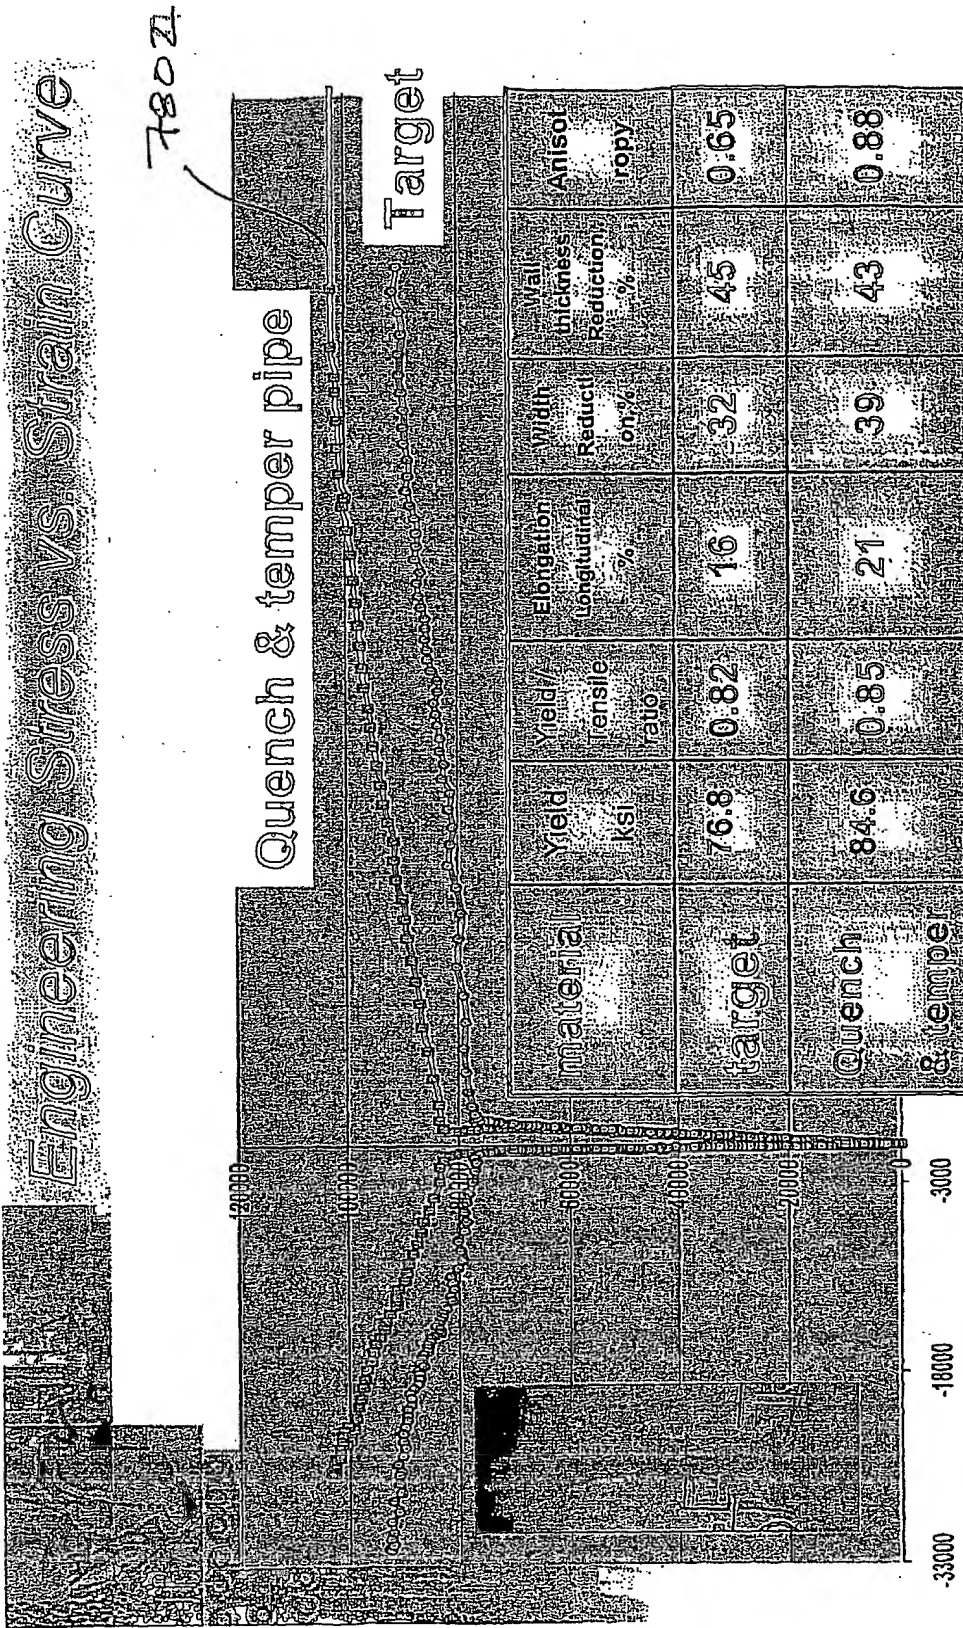 Engineering Stress vs. Strain Curve
7802a
Quench & temper pipe
Target
120000
100000
60000
40000
20000
0
-33000
-18000
-3000
material
Yield
ksi
Yield/
Tensile
ratio
Elongation
Longitudinal
%
Width
Reducti
on %
Wall
thickness
Reduction
%
Anisot
ropy
target
76.8
0.82
16
32
45
0.65
Quench
& temper
84.6
0.85
21
39
43
0.88